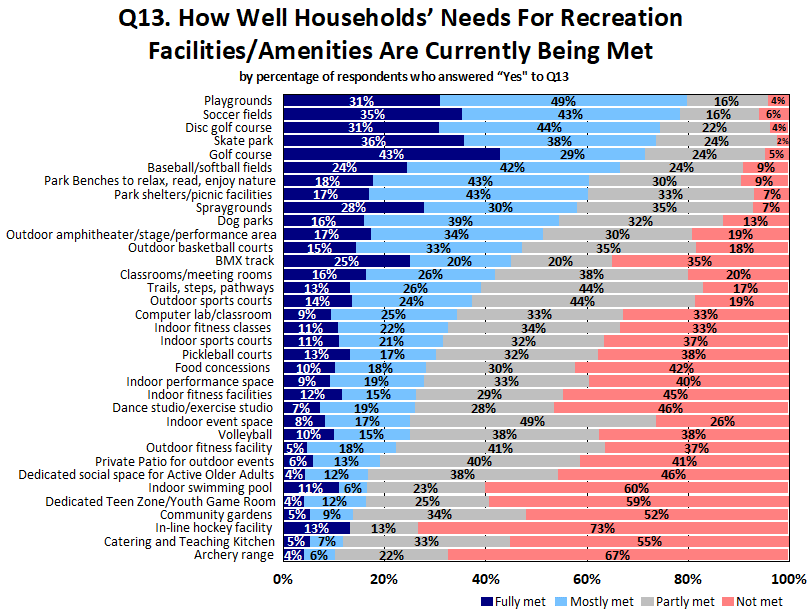 Q13. How Well Households’ Needs For Recreation
Facilities/Amenities Are Currently Being Met
by percentage of respondents who answered “Yes" to Q13
Playgrounds 31% 49% 16% 4%
Soccer fields 35% 43% 16% 6%
Disc golf course 31% 44% 22% 4%
Skate park 36% 38% 24% 2%
Golf course 43% 29% 24% 5%
Baseball/softball fields 24% 42% 24% 9%
Park Benches to relax, read, enjoy nature 18% 43% 30% 9%
Park shelters/picnic facilities 17% 43% 33% 7%
Spraygrounds 28% 30% 35% 7%
Dog parks 16% 39% 32% 13%
Outdoor amphitheater/stage/performance area 17% 34% 30% 19%
Outdoor basketball courts 15% 33% 35% 18%
BMX track 25% 20% 20% 35%
Classrooms/meeting rooms 16% 26% 38% 20%
Trails, steps, pathways 13% 26% 44% 17%
Outdoor sports courts 14% 24% 44% 19%
Computer lab/classroom 9% 25% 33% 33%
Indoor fitness classes 11% 22% 34% 33%
Indoor sports courts 11% 21% 32% 37%
Pickleball courts 13% 17% 32% 38%
Food concessions 10% 18% 30% 42%
Indoor performance space 9% 19% 33% 40%
Indoor fitness facilities 12% 15% 29% 45%
Dance studio/exercise studio 7% 19% 28% 46%
Indoor event space 8% 17% 49% 26%
Volleyball 10% 15% 38% 38%
Outdoor fitness facility 5% 18% 41% 37%
Private Patio for outdoor events 6% 13% 40% 41%
Dedicated social space for Active Older Adults 4% 12% 38% 46%
Indoor swimming pool 11% 6% 23% 60%
Dedicated Teen Zone/Youth Game Room 4% 12% 25% 59%
Community gardens 5% 9% 34% 52%
In-line hockey facility 13% 13% 73%
Catering and Teaching Kitchen 5% 7% 33% 55%
Archery range 4% 6% 22% 67%
0% 20% 40% 60% 80% 100%
Fully met Mostly met Partly met Not met